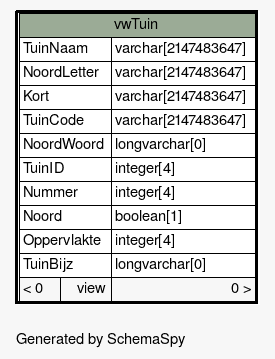 vwTuin
TuinNaam varchar[2147483647]
NoordLetter varchar[2147483647]
Kort varchar[2147483647]
TuinCode varchar[2147483647]
NoordWoord longvarchar[0]
TuinID integer[4]
Nummer integer[4]
Noord boolean[1]
Oppervlakte integer[4]
TuinBijz longvarchar[0]
< 0 view 0 >
Generated by SchemaSpy